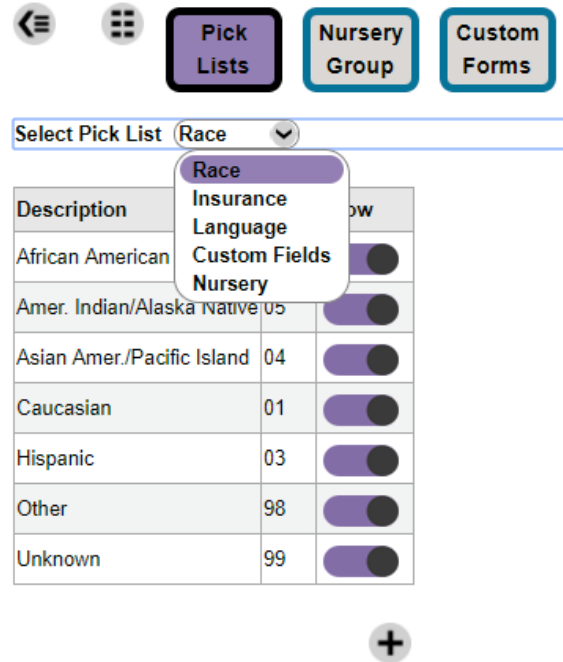 Pick Lists
Nursery Group
Custom Forms
Select Pick List Race
Race
Insurance
Language
Custom Fields
Nursery
Description
African American
Amer. Indian/Alaska Native 05
Asian Amer./Pacific Island 04
Caucasian 01
Hispanic 03
Other 98
Unknown 99